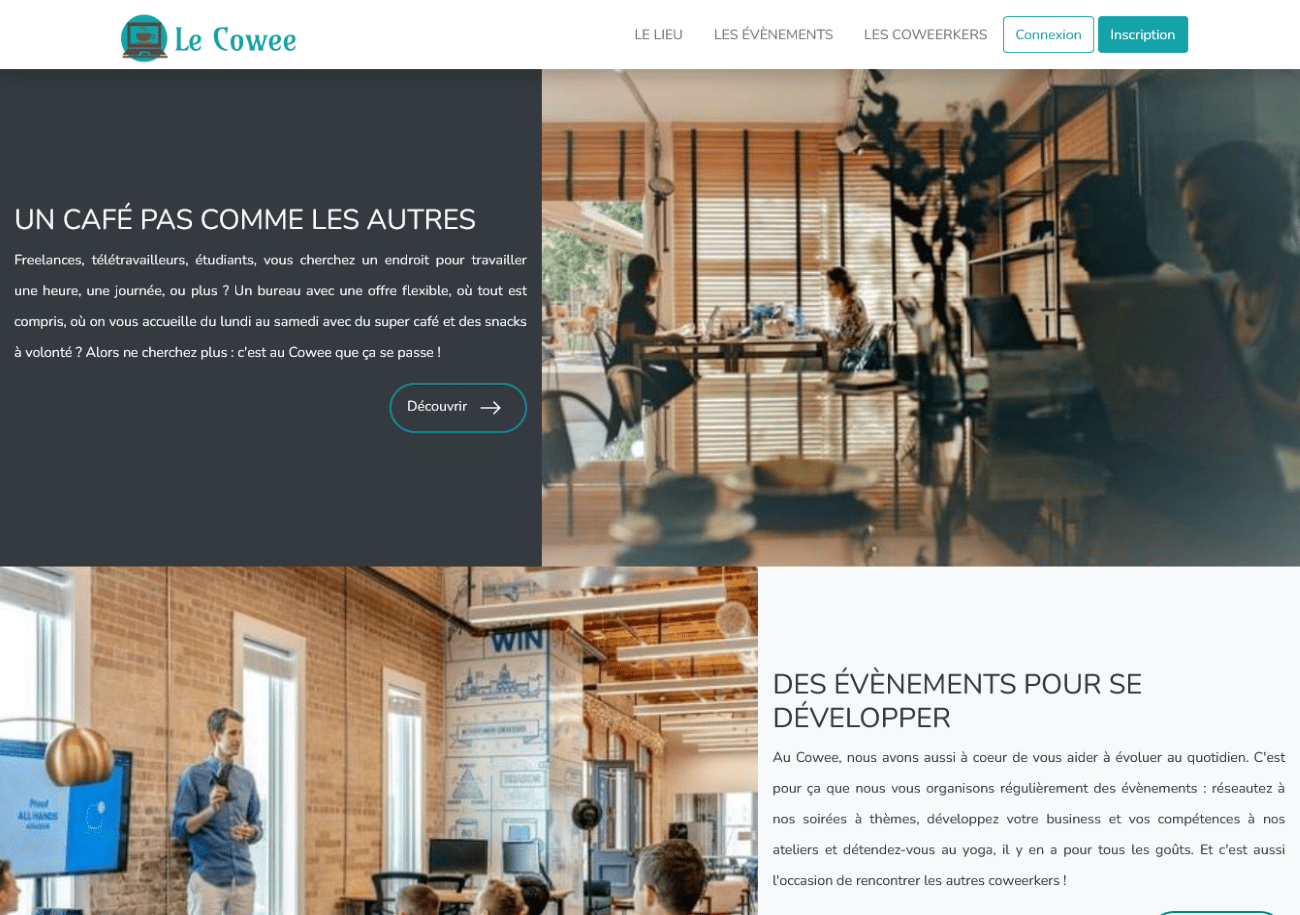 Le Cowee
LE LIEU
LES ÉVÈNEMENTS
LES COWEERKERS
Connexion
Inscription
UN CAFÉ PAS COMME LES AUTRES
Freelances, télétravailleurs, étudiants, vous cherchez un endroit pour travailler
une heure, une journée, ou plus ? Un bureau avec une offre flexible, où tout est
compris, où on vous accueille du lundi au samedi avec du super café et des snacks
à volonté ? Alors ne cherchez plus : c'est au Cowee que ça se passe !
Découvrir
WIN
Proof
ALL HANDS
DES ÉVÈNEMENTS POUR SE
DÉVELOPPER
Au Cowee, nous avons aussi à coeur de vous aider à évoluer au quotidien. C'est
pour ça que nous vous organisons régulièrement des évènements : réseautez à
nos soirées à thèmes, développez votre business et vos compétences à nos
ateliers et détendez-vous au yoga, il y en a pour tous les goûts. Et c'est aussi
l'occasion de rencontrer les autres coweerkers !